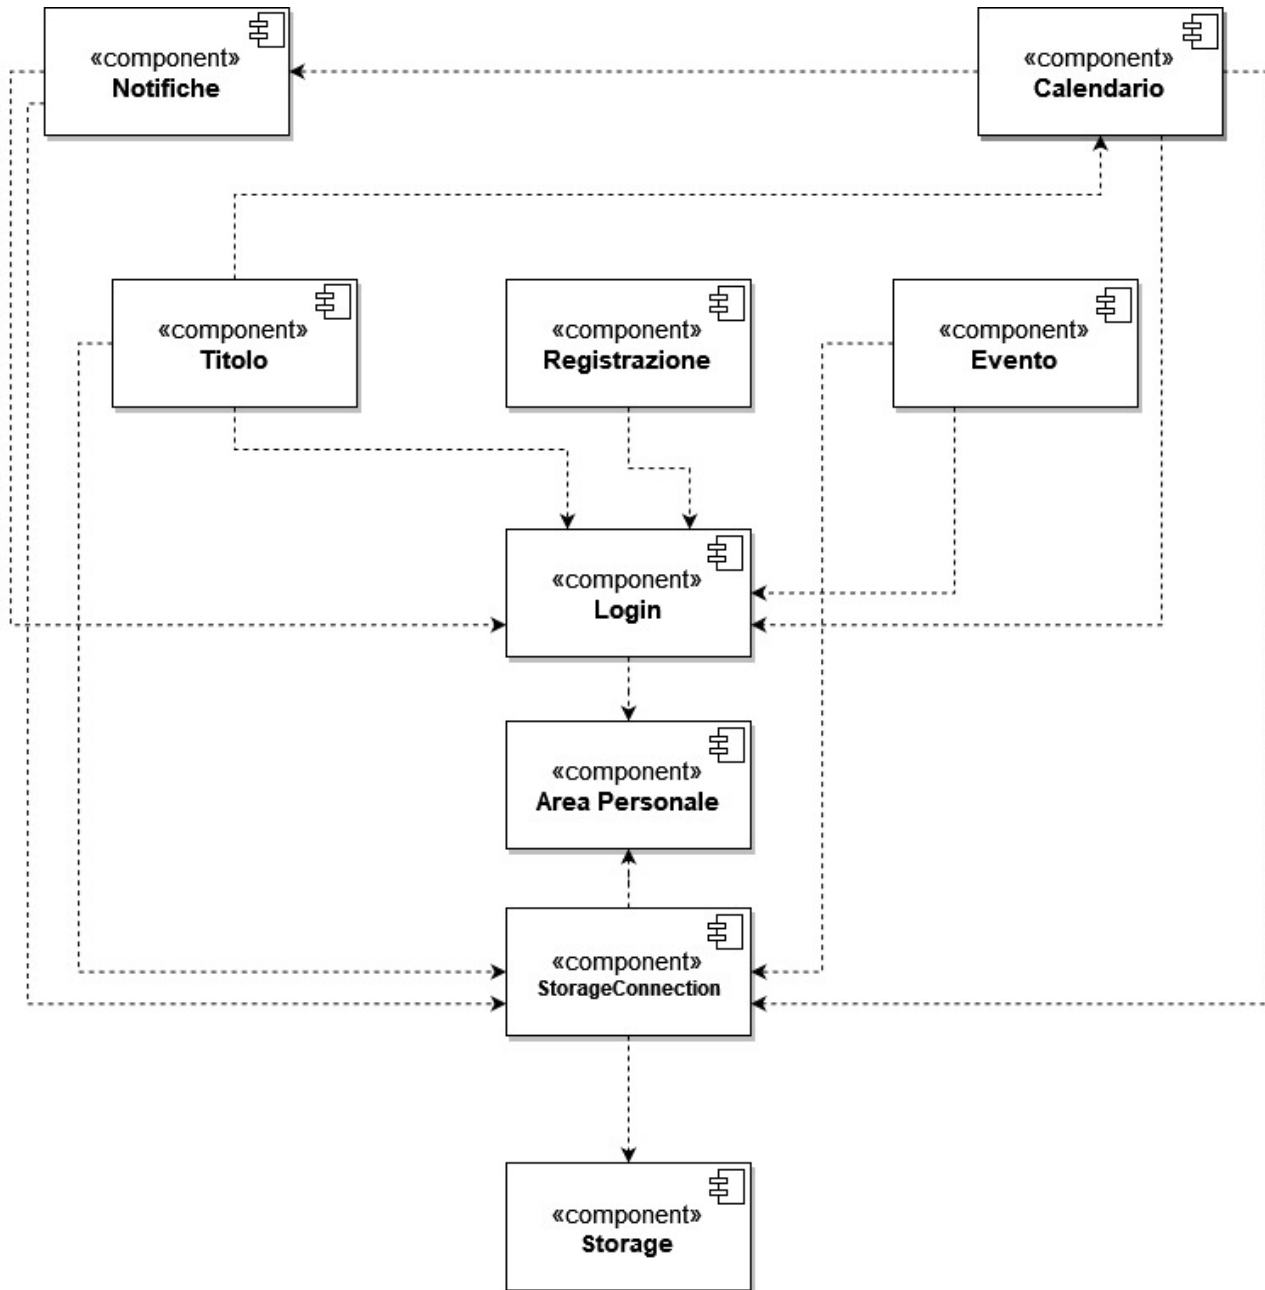 «component»
Notifiche
«component»
Calendario
«component»
Titolo
«component»
Registrazione
«component»
Evento
«component»
Login
«component»
Area Personale
«component»
StorageConnection
«component»
Storage